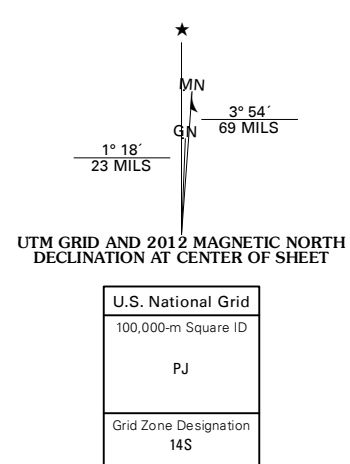 ★
MN
3° 54´
69 MILS
GN
1° 18´
23 MILS
UTM GRID AND 2012 MAGNETIC NORTH
DECLINATION AT CENTER OF SHEET
U.S. National Grid
100,000-m Square ID
PJ
Grid Zone Designation
14S